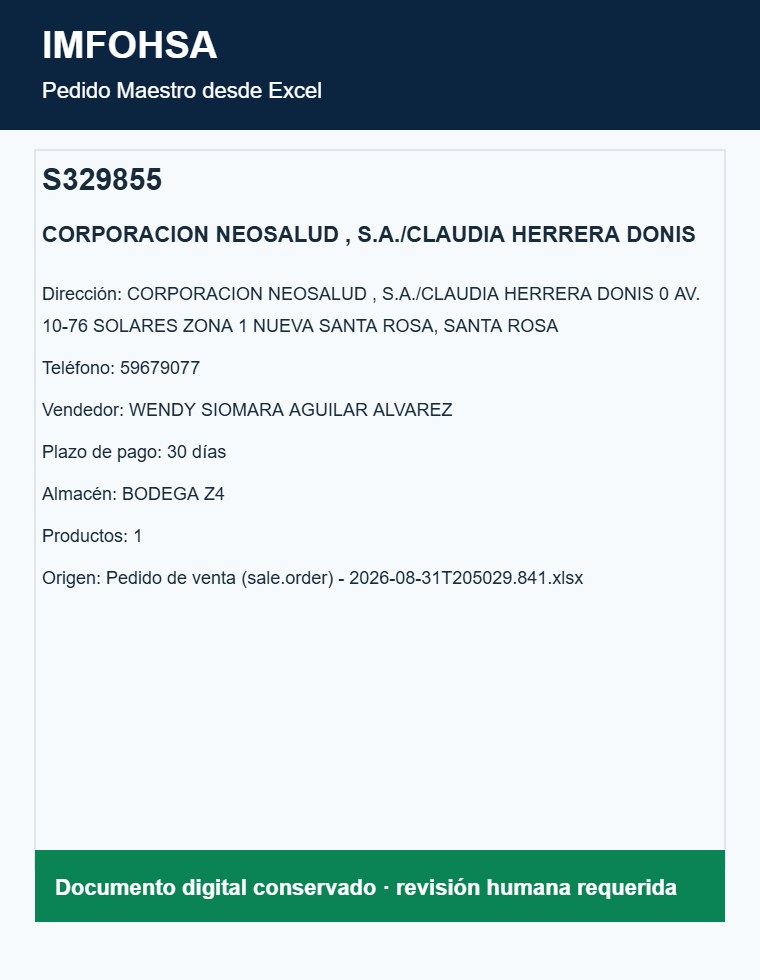 IMFOHSA
Pedido Maestro desde Excel
S329855
CORPORACION NEOSALUD , S.A./CLAUDIA HERRERA DONIS
Dirección: CORPORACION NEOSALUD , S.A./CLAUDIA HERRERA DONIS 0 AV.
10-76 SOLARES ZONA 1 NUEVA SANTA ROSA, SANTA ROSA
Teléfono: 59679077
Vendedor: WENDY SIOMARA AGUILAR ALVAREZ
Plazo de pago: 30 días
Almacén: BODEGA Z4
Productos: 1
Origen: Pedido de venta (sale.order) - 2026-08-31T205029.841.xlsx
Documento digital conservado · revisión humana requerida